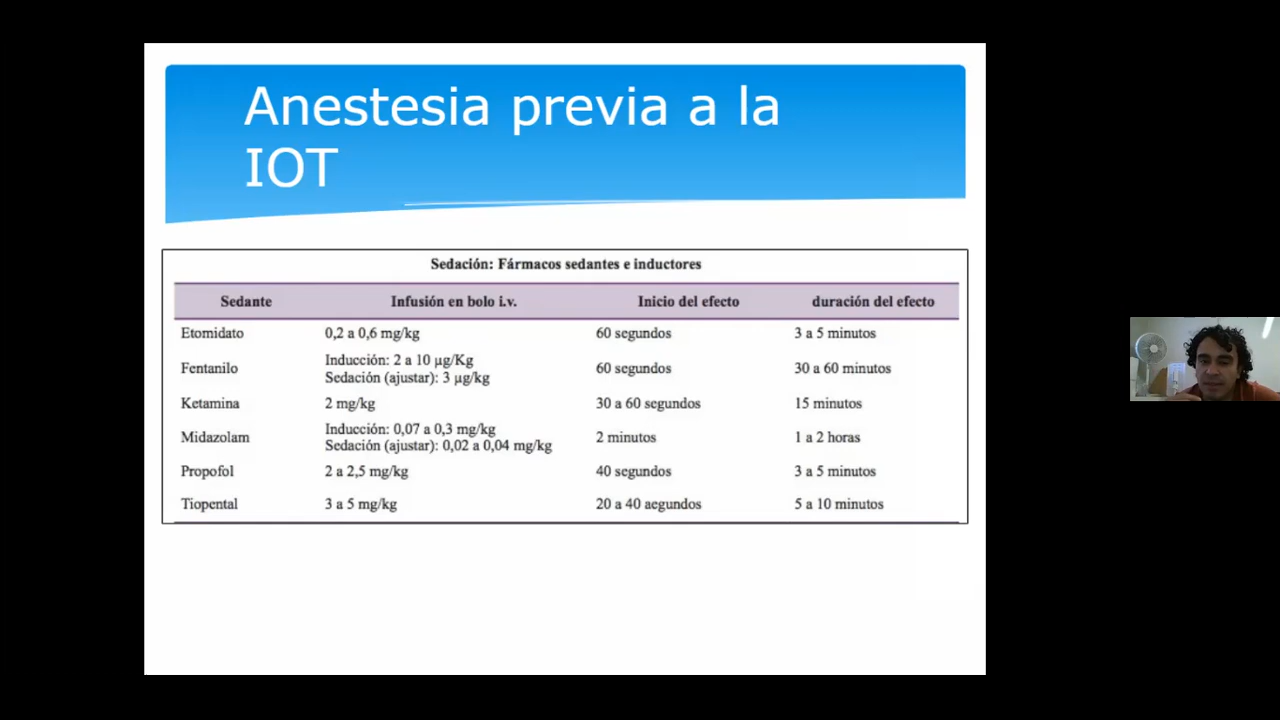 Anestesia previa a la
IOT
Sedación: Fármacos sedantes e inductores
Sedante Infusión en bolo i.v. Inicio del efecto duración del efecto
Etomidato 0,2 a 0,6 mg/kg 60 segundos 3 a 5 minutos
Fentanilo Inducción: 2 a 10 µg/Kg 60 segundos 30 a 60 minutos
Sedación (ajustar): 3 µg/kg
Ketamina 2 mg/kg 30 a 60 segundos 15 minutos
Midazolam Inducción: 0,07 a 0,3 mg/kg 2 minutos 1 a 2 horas
Sedación (ajustar): 0,02 a 0,04 mg/kg
Propofol 2 a 2,5 mg/kg 40 segundos 3 a 5 minutos
Tiopental 3 a 5 mg/kg 20 a 40 aegundos 5 a 10 minutos